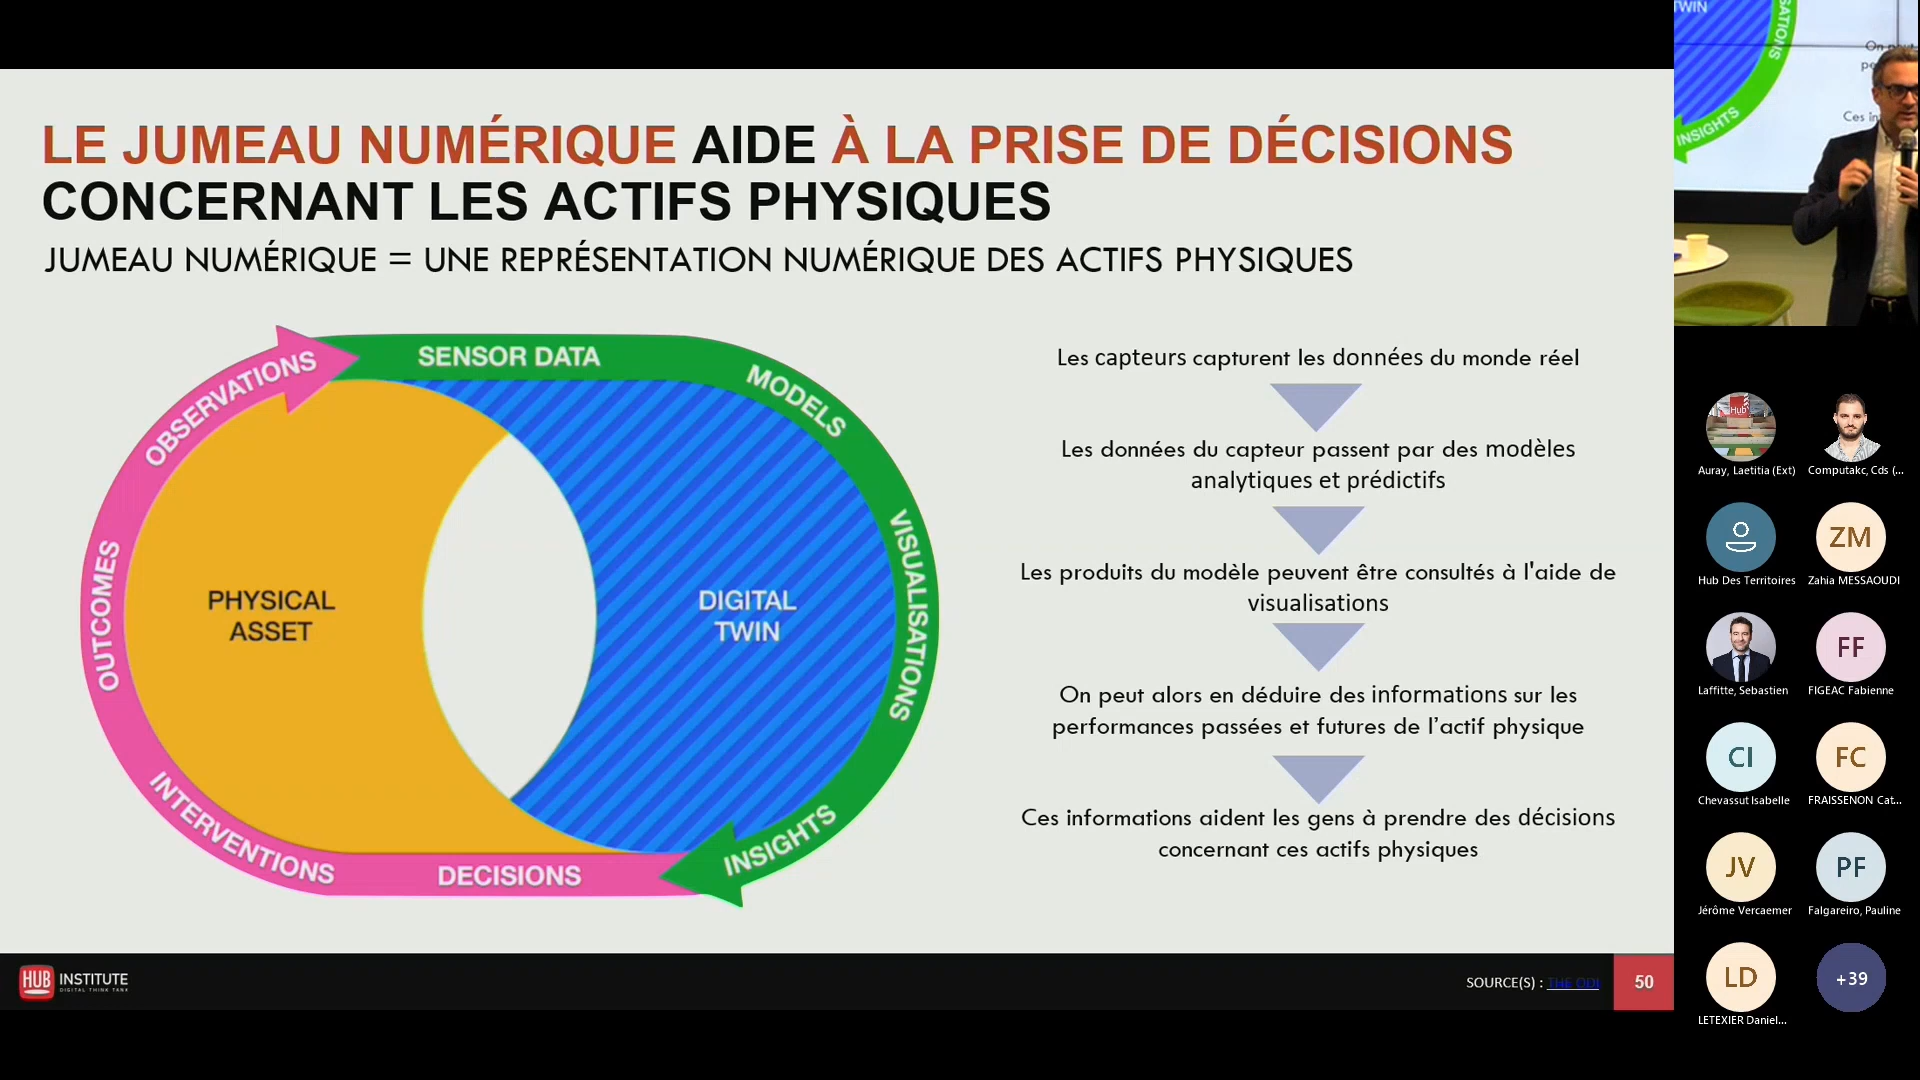 LE JUMEAU NUMÉRIQUE AIDE À LA PRISE DE DÉCISIONS
CONCERNANT LES ACTIFS PHYSIQUES
JUMEAU NUMÉRIQUE = UNE REPRÉSENTATION NUMÉRIQUE DES ACTIFS PHYSIQUES
OBSERVATIONS
SENSOR DATA
MODELS
VISUALISATIONS
INSIGHTS
DECISIONS
INTERVENTIONS
OUTCOMES
PHYSICAL
ASSET
DIGITAL
TWIN
Les capteurs capturent les données du monde réel
Les données du capteur passent par des modèles
analytiques et prédictifs
Les produits du modèle peuvent être consultés à l'aide de
visualisations
On peut alors en déduire des informations sur les
performances passées et futures de l’actif physique
Ces informations aident les gens à prendre des décisions
concernant ces actifs physiques
HUB INSTITUTE
DIGITAL THINK TANK
SOURCE(S) : THE ODI
50
TWIN
INSIGHTS
Hub
Auray, Laetitia (Ext)
Computakc, Cds (...
Hub Des Territoires
ZM
Zahia MESSAOUDI
Laffitte, Sebastien
FF
FIGEAC Fabienne
CI
Chevassut Isabelle
FC
FRAISSENON Cat...
JV
Jérôme Vercaemer
PF
Falgareiro, Pauline
LD
LETEXIER Daniel...
+39